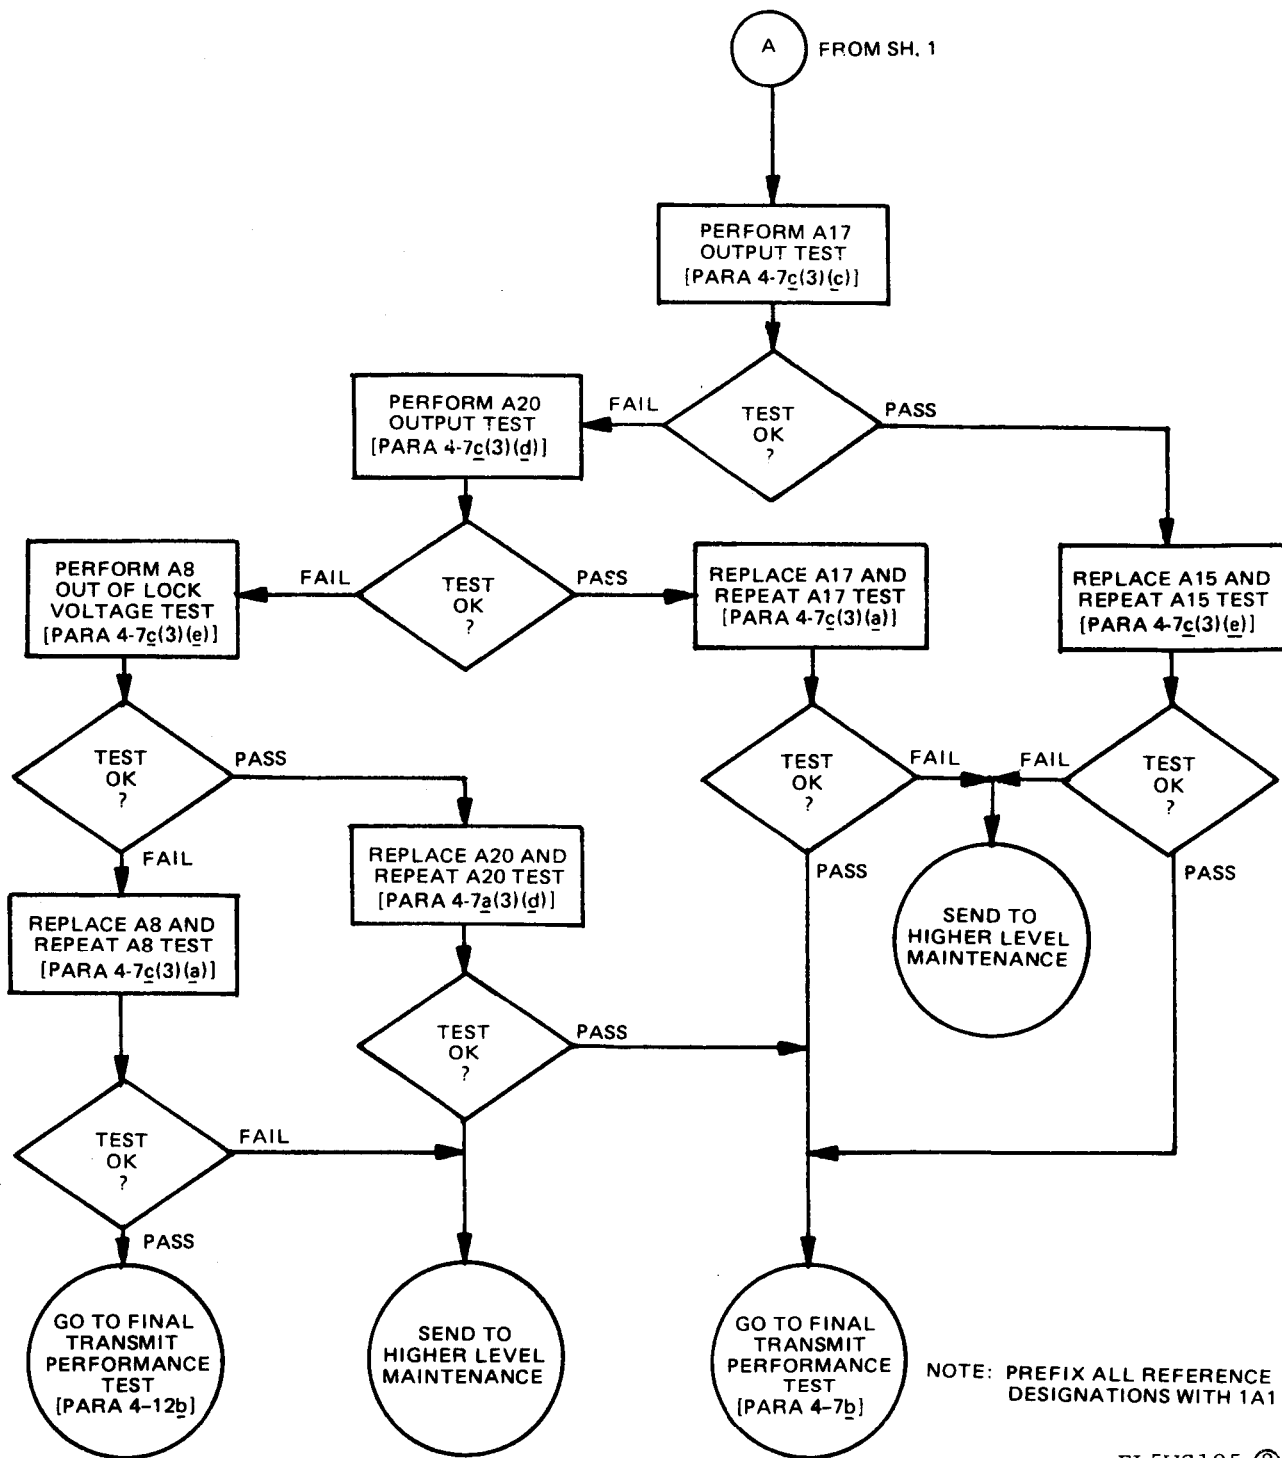 A
FROM SH. 1
PERFORM A17
OUTPUT TEST
[PARA 4-7c(3)(c)]
TEST
OK
?
FAIL
PASS
PERFORM A20
OUTPUT TEST
[PARA 4-7c(3)(d)]
TEST
OK
?
FAIL
PASS
PERFORM A8
OUT OF LOCK
VOLTAGE TEST
[PARA 4-7c(3)(e)]
REPLACE A17 AND
REPEAT A17 TEST
[PARA 4-7c(3)(a)]
REPLACE A15 AND
REPEAT A15 TEST
[PARA 4-7c(3)(e)]
TEST
OK
?
PASS
FAIL
TEST
OK
?
FAIL
PASS
TEST
OK
?
FAIL
PASS
REPLACE A20 AND
REPEAT A20 TEST
[PARA 4-7a(3)(d)]
REPLACE A8 AND
REPEAT A8 TEST
[PARA 4-7c(3)(a)]
SEND TO
HIGHER LEVEL
MAINTENANCE
TEST
OK
?
PASS
TEST
OK
?
FAIL
PASS
GO TO FINAL
TRANSMIT
PERFORMANCE
TEST
[PARA 4-12b]
SEND TO
HIGHER LEVEL
MAINTENANCE
GO TO FINAL
TRANSMIT
PERFORMANCE
TEST
[PARA 4-7b]
NOTE: PREFIX ALL REFERENCE
DESIGNATIONS WITH 1A1